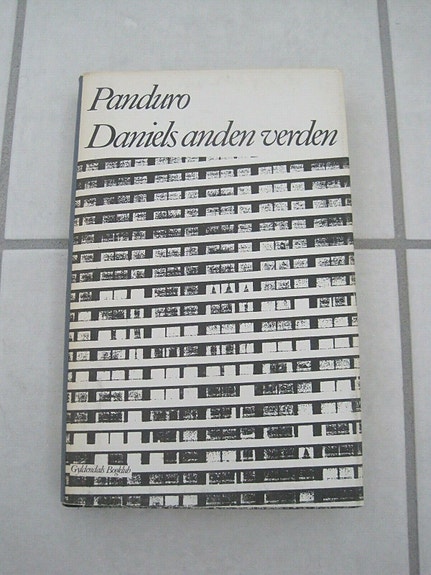 Panduro
Daniels anden verden
Gyldendals Bogklub